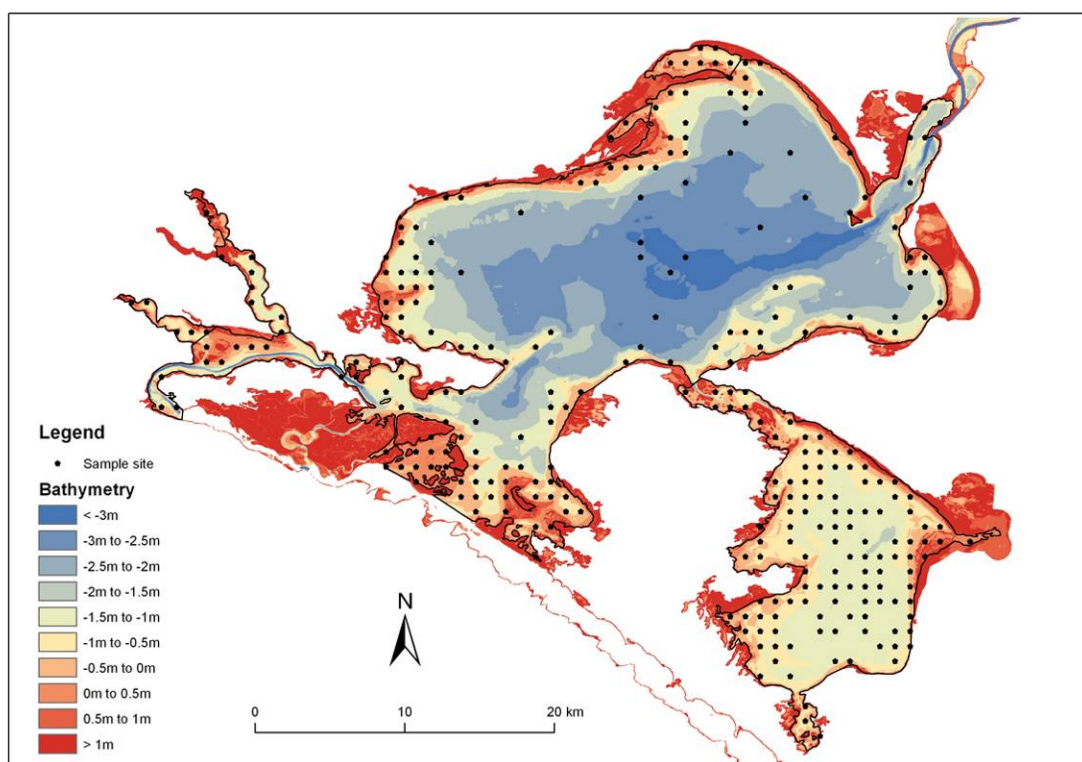 N
Legend
Sample site
Bathymetry
< -3m
-3m to -2.5m
-2.5m to -2m
-2m to -1.5m
-1.5m to -1m
-1m to -0.5m
-0.5m to 0m
0m to 0.5m
0.5m to 1m
> 1m
0 10 20 km